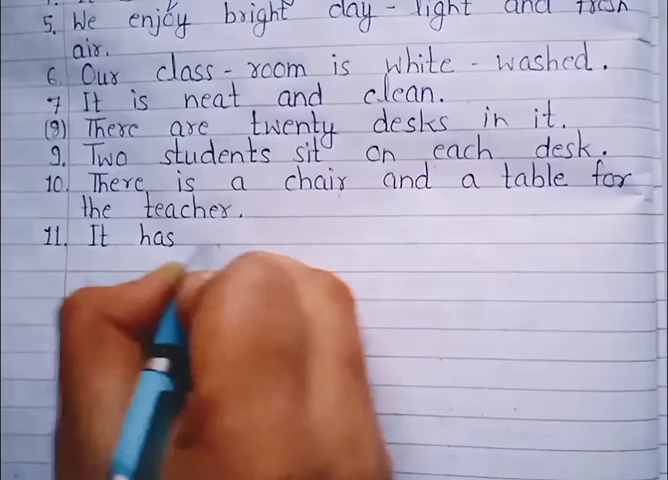 5. We enjoy bright day - light and fresh
air.
6. Our class - room is white - washed.
7 It is neat and clean.
(8) There are twenty desks in it.
9. Two students sit on each desk.
10. There is a chair and a table for
the teacher.
11. It has